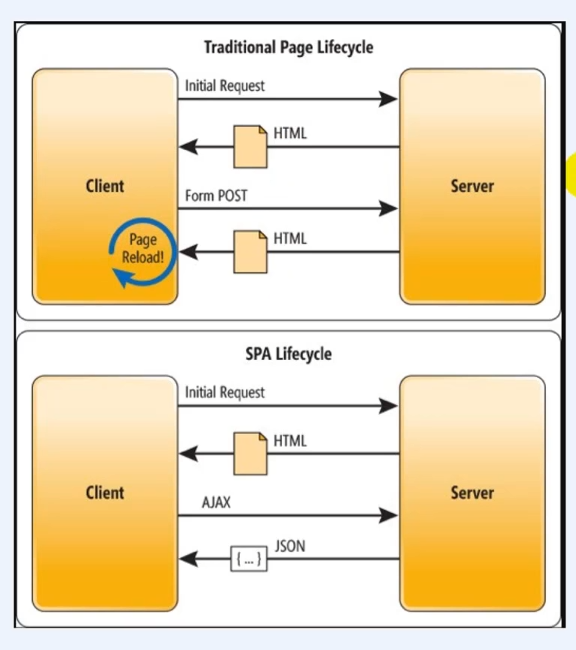 Traditional Page Lifecycle
Initial Request
HTML
Client
Server
Form POST
HTML
Page
Reload!
SPA Lifecycle
Initial Request
HTML
Client
Server
AJAX
JSON
{ ... }